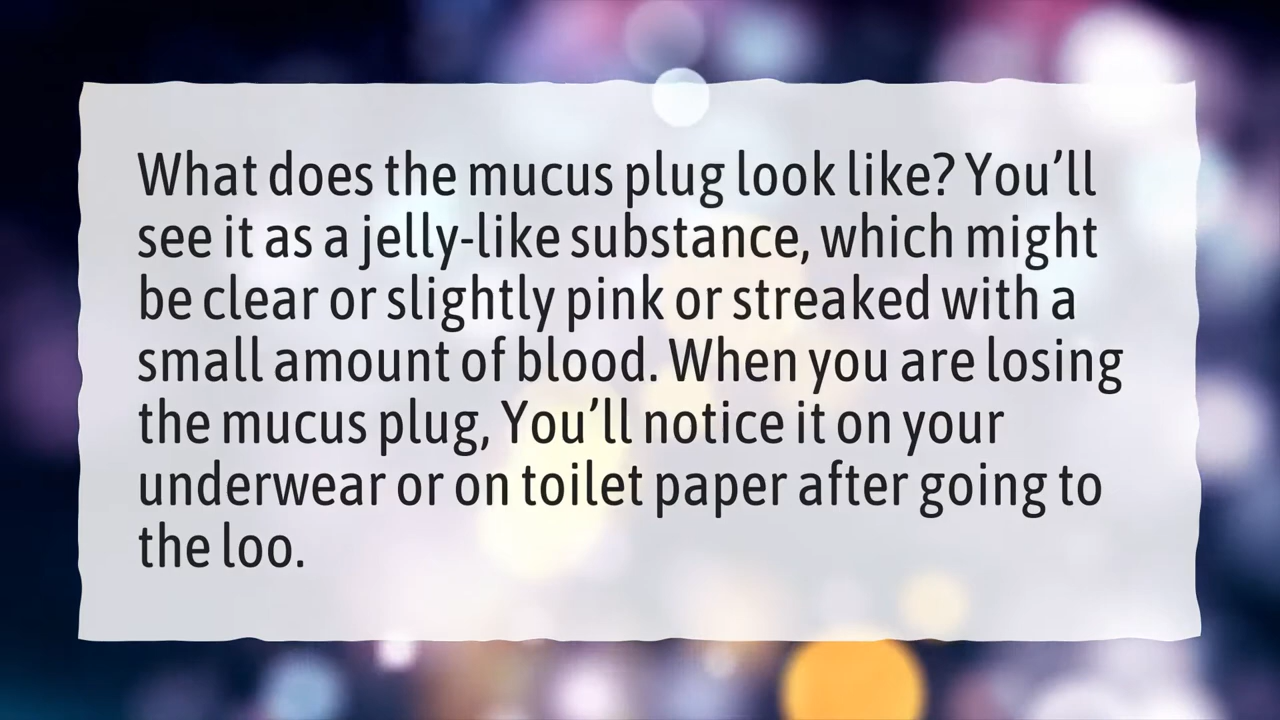 What does the mucus plug look like? You’ll
see it as a jelly-like substance, which might
be clear or slightly pink or streaked with a
small amount of blood. When you are losing
the mucus plug, You’ll notice it on your
underwear or on toilet paper after going to
the loo.